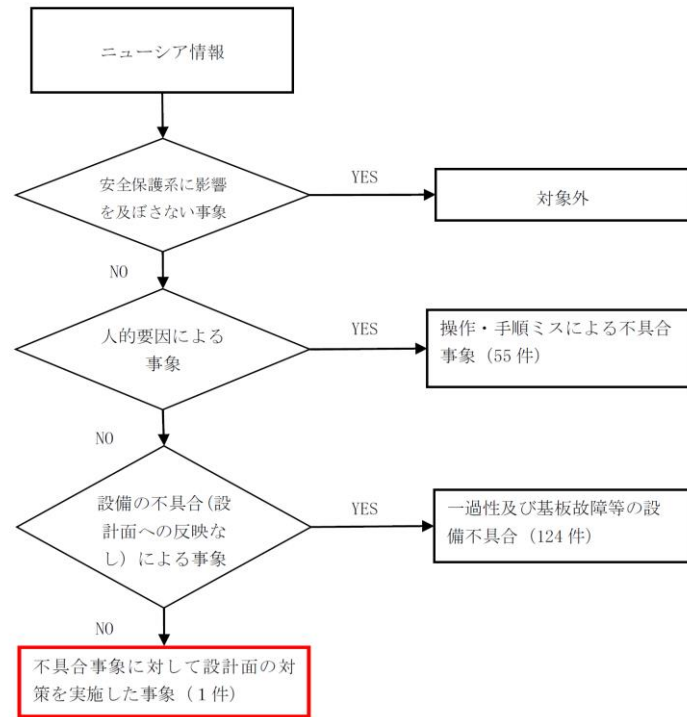 ニューシア情報
安全保護系に影響
を及ぼさない事象
YES
対象外
NO
人的要因による
事象
YES
操作・手順ミスによる不具合
事象（55 件）
NO
設備の不具合(設
計面への反映な
し）による事象
YES
一過性及び基板故障等の設
備不具合（124 件）
NO
不具合事象に対して設計面の対
策を実施した事象（１件）